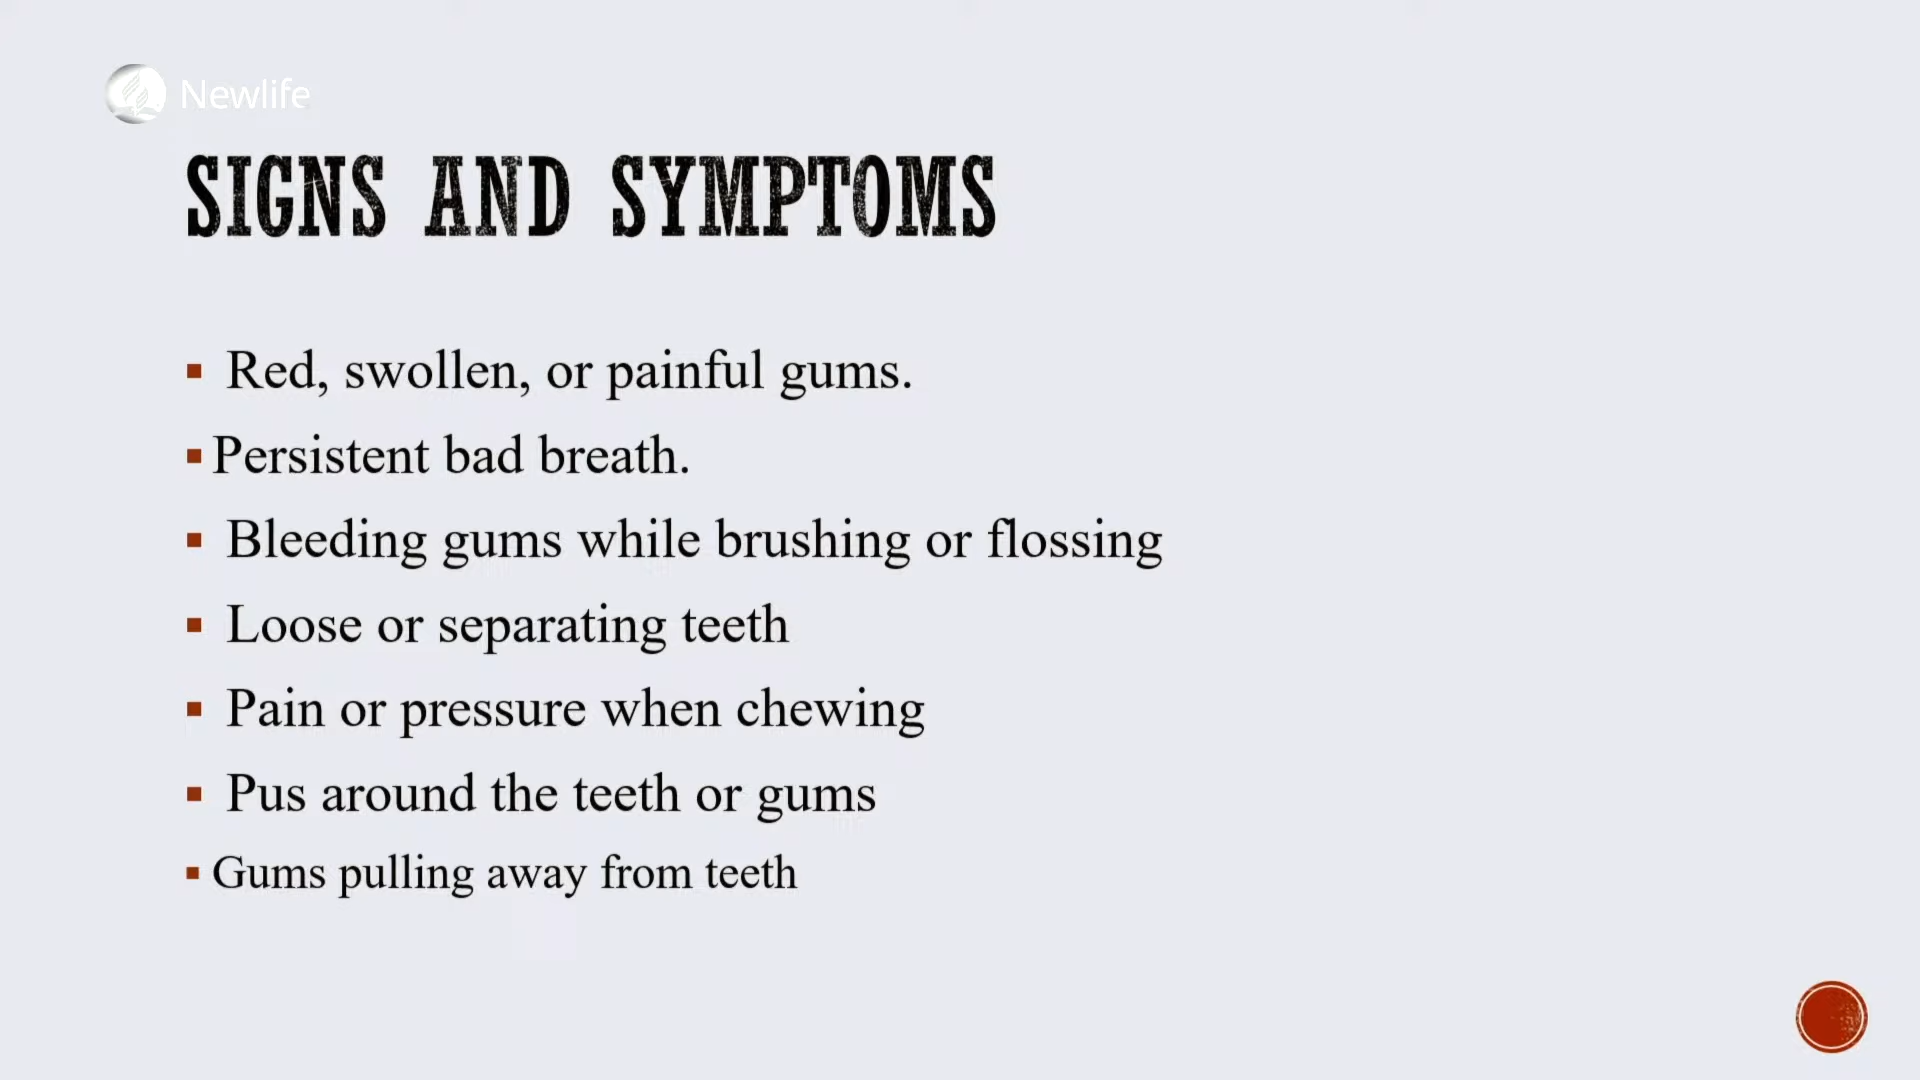 Newlife
SIGNS AND SYMPTOMS
▪ Red, swollen, or painful gums.
▪ Persistent bad breath.
▪ Bleeding gums while brushing or flossing
▪ Loose or separating teeth
▪ Pain or pressure when chewing
▪ Pus around the teeth or gums
▪ Gums pulling away from teeth